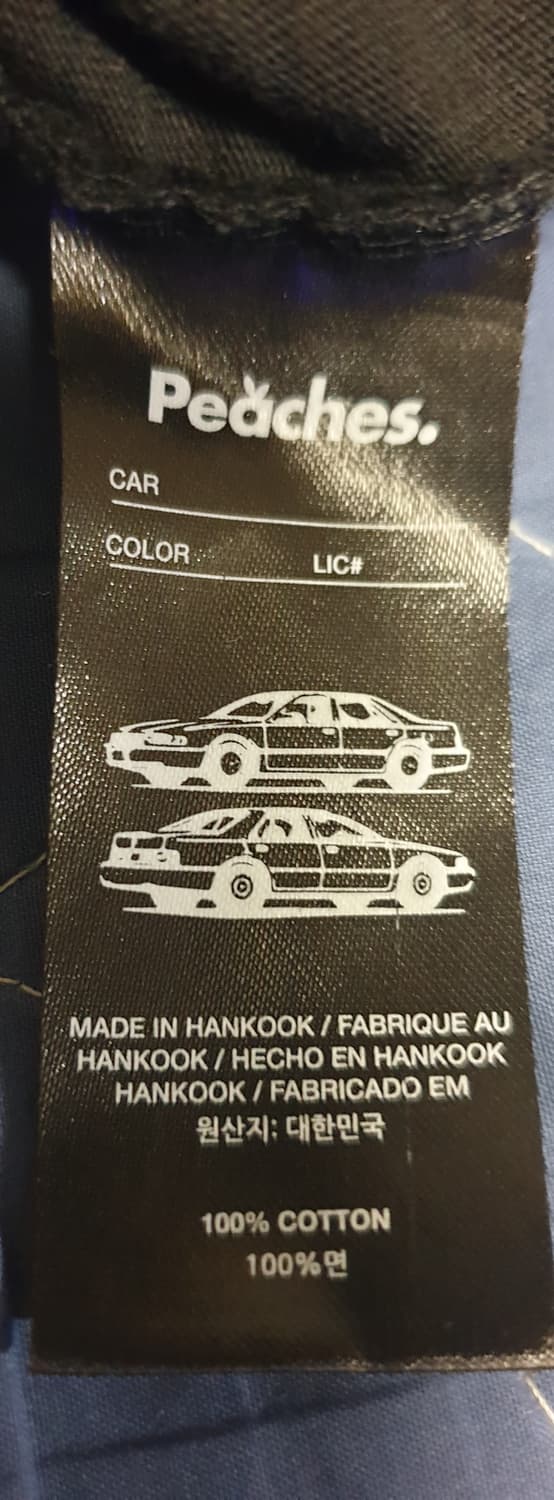 Peaches.
CAR
COLOR LIC#
MADE IN HANKOOK / FABRIQUE AU
HANKOOK / HECHO EN HANKOOK
HANKOOK / FABRICADO EM
원산지: 대한민국
100% COTTON
100%면